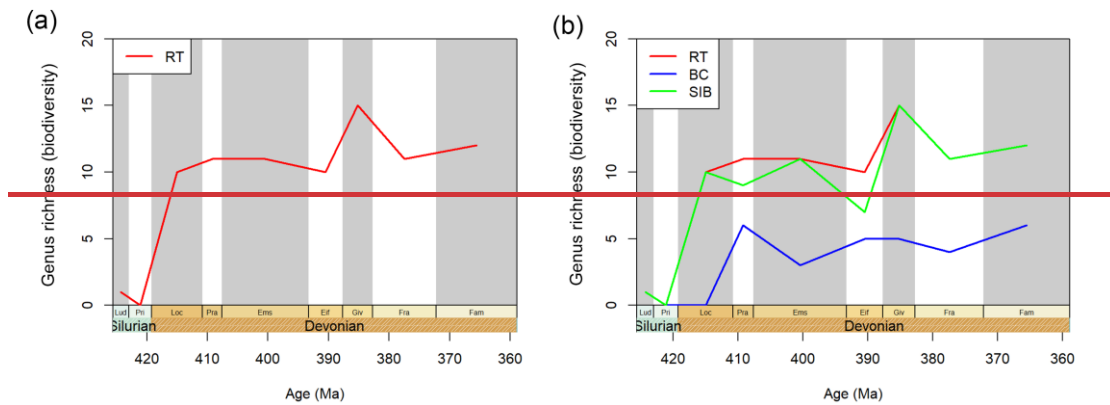 (a)
20
15
10
5
0
Genus richness (biodiversity)
RT
Lud Pri Loc Pra Ems Eif Giv Fra Fam
Silurian Devonian
420 410 400 390 380 370 360
Age (Ma)
(b)
20
15
10
5
0
Genus richness (biodiversity)
RT
BC
SIB
Lud Pri Loc Pra Ems Eif Giv Fra Fam
Silurian Devonian
420 410 400 390 380 370 360
Age (Ma)